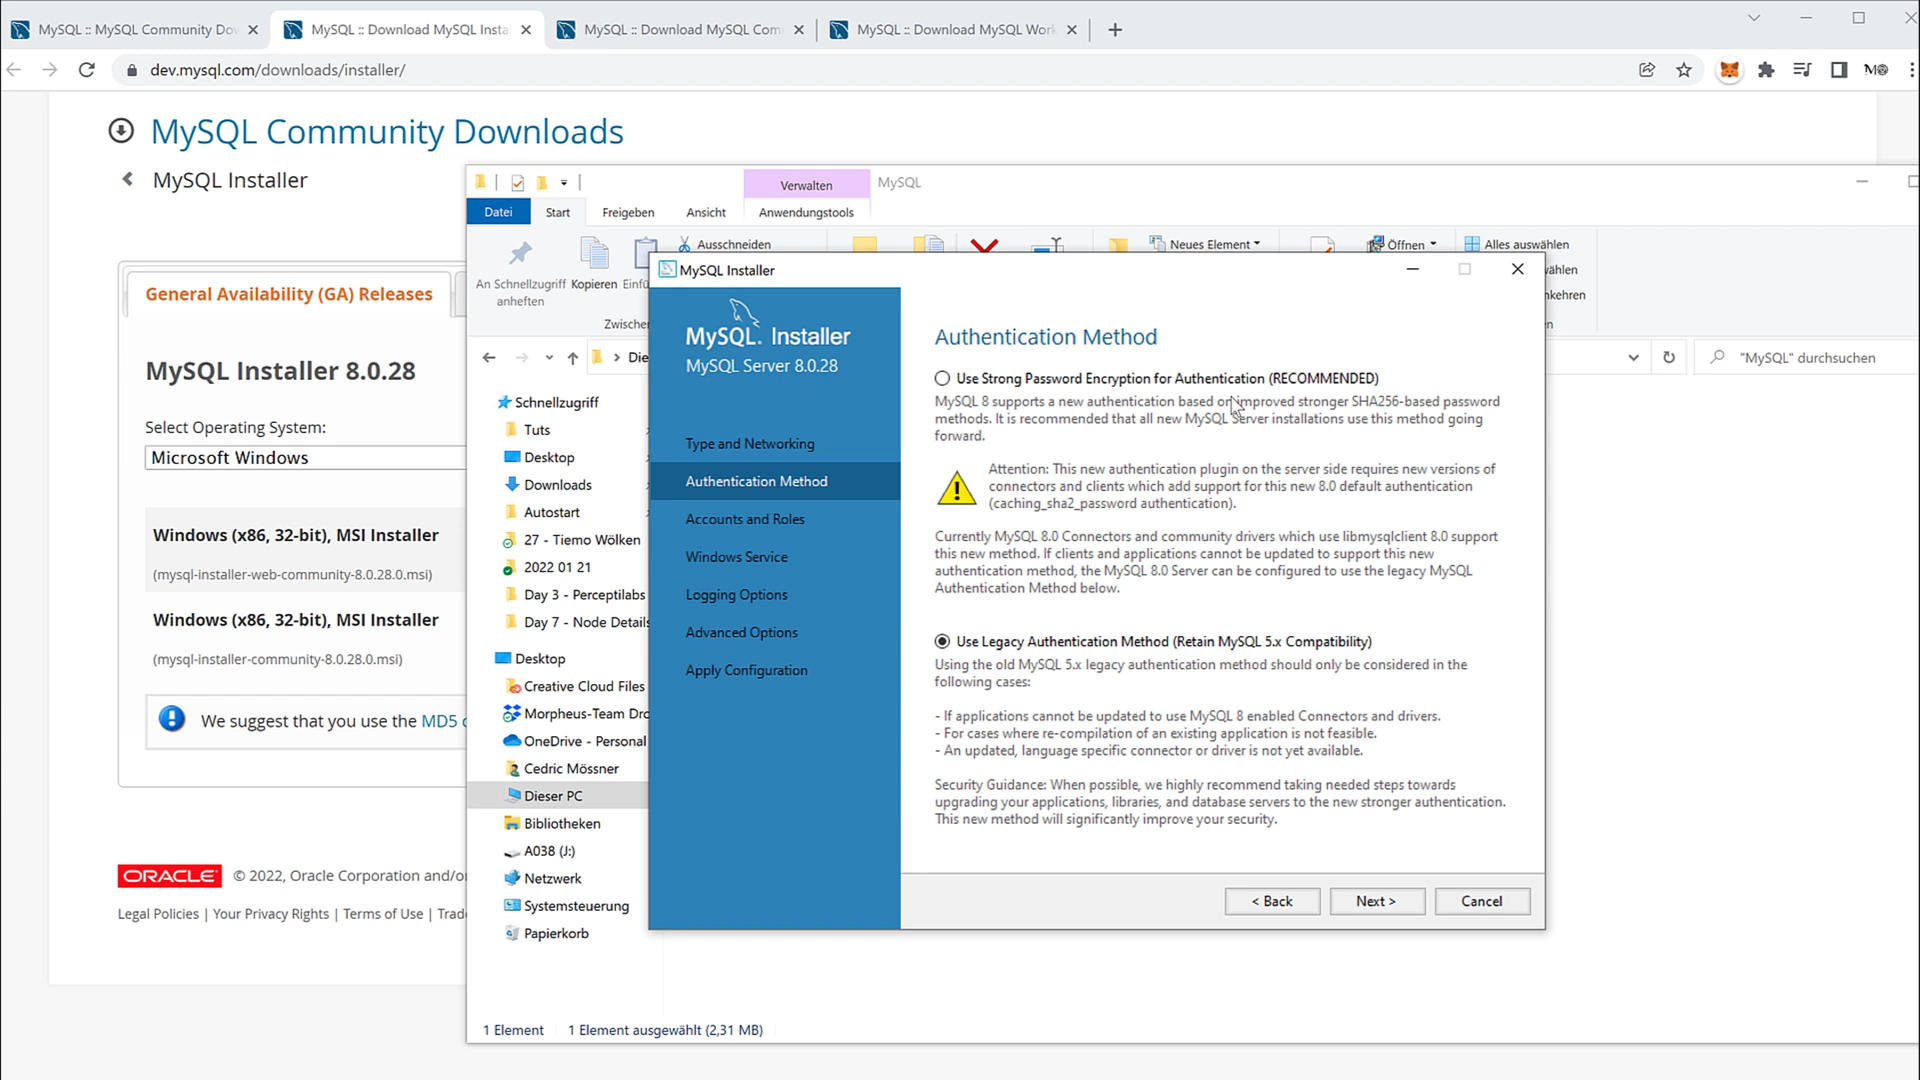 MySQL :: MySQL Community Do
MySQL :: Download MySQL Insta
MySQL :: Download MySQL Com
MySQL :: Download MySQL Work
dev.mysql.com/downloads/installer/
MySQL Community Downloads
MySQL Installer
General Availability (GA) Releases
MySQL Installer 8.0.28
Select Operating System:
Microsoft Windows
Windows (x86, 32-bit), MSI Installer
(mysql-installer-web-community-8.0.28.0.msi)
Windows (x86, 32-bit), MSI Installer
(mysql-installer-community-8.0.28.0.msi)
We suggest that you use the MD5 c
ORACLE © 2022, Oracle Corporation and/or
Legal Policies | Your Privacy Rights | Terms of Use | Trade
Verwalten
MySQL
Datei
Start
Freigeben
Ansicht
Anwendungstools
An Schnellzugriff
anheften
Kopieren
Einfü
Ausschneiden
Zwischer
Neues Element
Öffnen
Alles auswählen
ählen
nkehren
n
Die
"MySQL" durchsuchen
Schnellzugriff
Tuts
Desktop
Downloads
Autostart
27 - Tiemo Wölken
2022 01 21
Day 3 - Perceptilabs
Day 7 - Node Details
Desktop
Creative Cloud Files
Morpheus-Team Dro
OneDrive - Personal
Cedric Mössner
Dieser PC
Bibliotheken
A038 (J:)
Netzwerk
Systemsteuerung
Papierkorb
1 Element
1 Element ausgewählt (2,31 MB)
MySQL Installer
MySQL. Installer
MySQL Server 8.0.28
Type and Networking
Authentication Method
Accounts and Roles
Windows Service
Logging Options
Advanced Options
Apply Configuration
Authentication Method
Use Strong Password Encryption for Authentication (RECOMMENDED)
MySQL 8 supports a new authentication based on improved stronger SHA256-based password
methods. It is recommended that all new MySQL Server installations use this method going
forward.
Attention: This new authentication plugin on the server side requires new versions of
connectors and clients which add support for this new 8.0 default authentication
(caching_sha2_password authentication).
Currently MySQL 8.0 Connectors and community drivers which use libmysqlclient 8.0 support
this new method. If clients and applications cannot be updated to support this new
authentication method, the MySQL 8.0 Server can be configured to use the legacy MySQL
Authentication Method below.
Use Legacy Authentication Method (Retain MySQL 5.x Compatibility)
Using the old MySQL 5.x legacy authentication method should only be considered in the
following cases:
- If applications cannot be updated to use MySQL 8 enabled Connectors and drivers.
- For cases where re-compilation of an existing application is not feasible.
- An updated, language specific connector or driver is not yet available.
Security Guidance: When possible, we highly recommend taking needed steps towards
upgrading your applications, libraries, and database servers to the new stronger authentication.
This new method will significantly improve your security.
< Back
Next >
Cancel